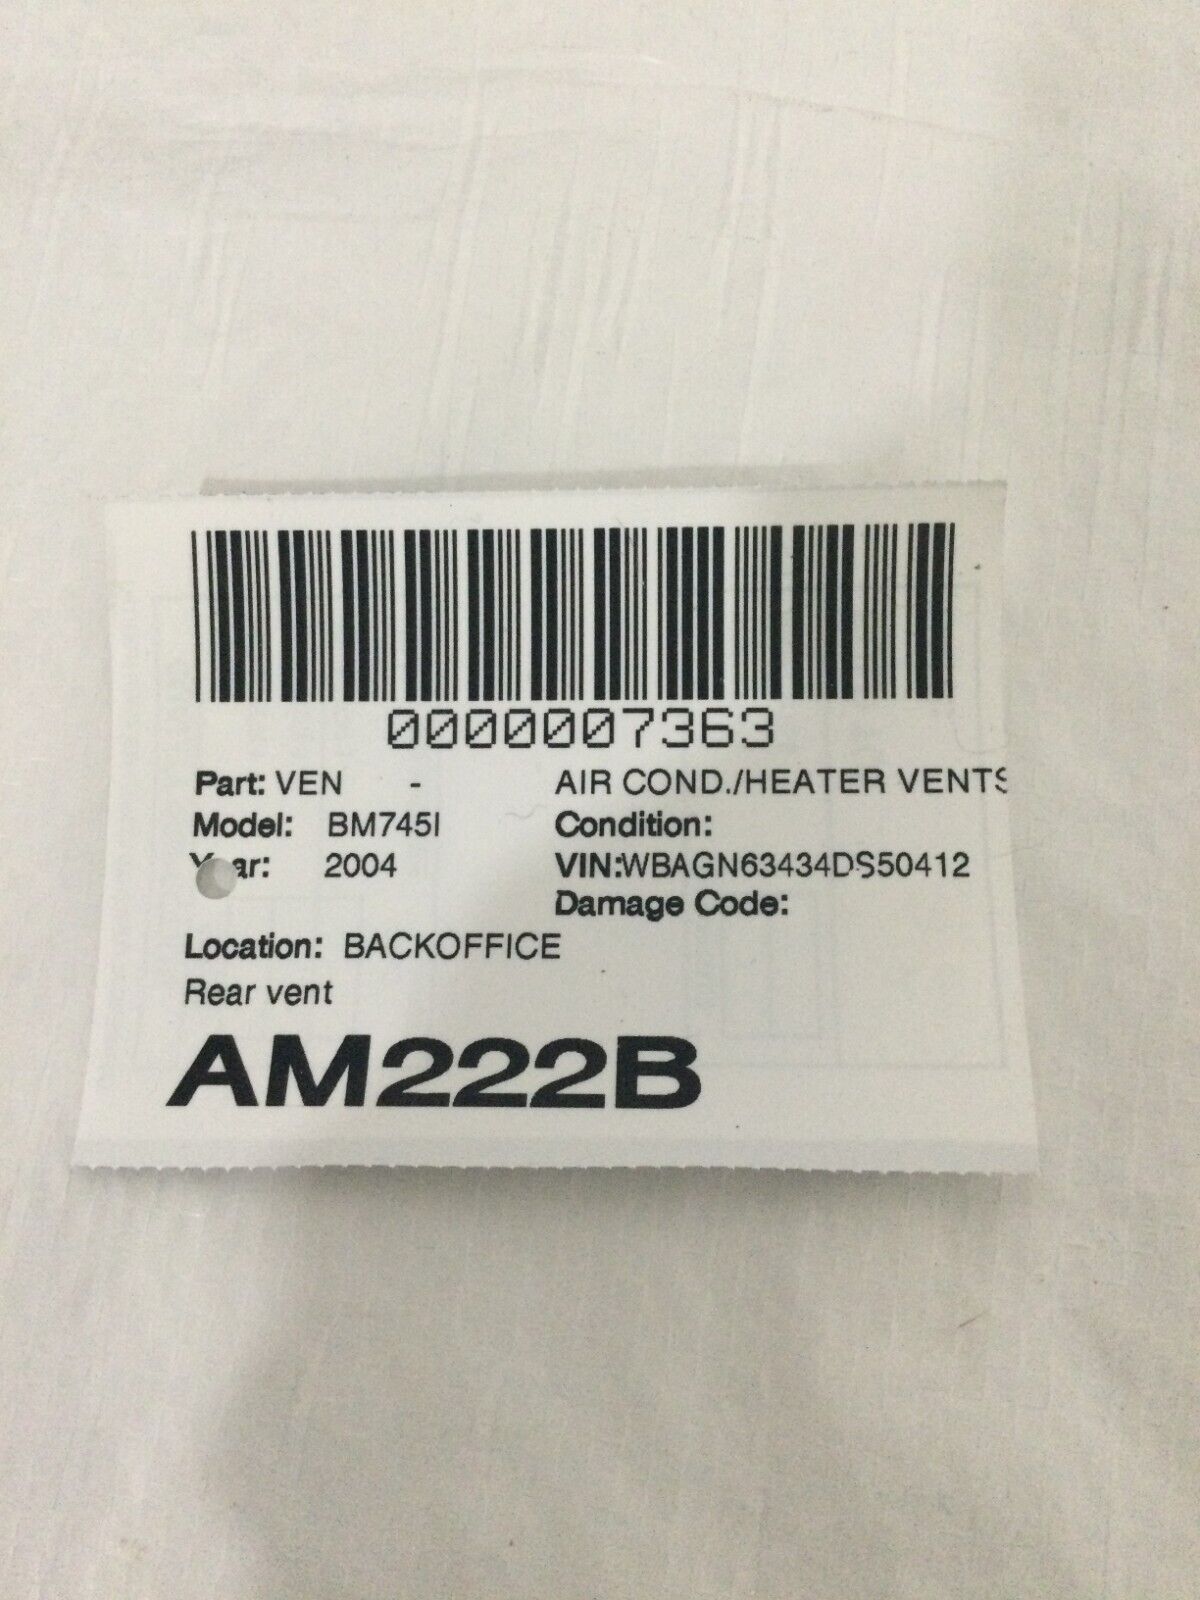 0000007363
Part: VEN - AIR COND./HEATER VENTS
Model: BM745I Condition:
Year: 2004 VIN:WBAGN63434DS50412
Damage Code:
Location: BACKOFFICE
Rear vent
AM222B